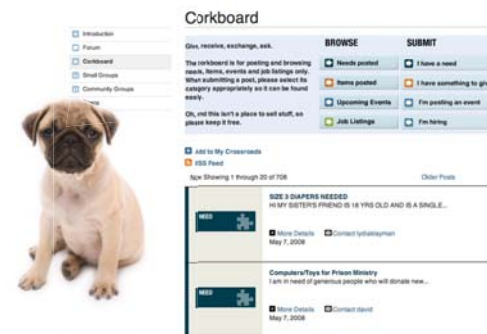 Corkboard
Introduction
Forum
Corkboard
Small Groups
Community Groups
Give, receive, exchange, ask.
The corkboard is for posting and browsing
needs, items, events and job listings only.
When submitting a post, please select its
category appropriately so it can be found
easily.
Oh, and this isn't a place to sell stuff, so
please keep it free.
BROWSE
Needs posted
Items posted
Upcoming Events
Job Listings
SUBMIT
I have a need
I have something to give
I'm posting an event
I'm hiring
Add to My Crossroads
RSS Feed
Now Showing 1 through 20 of 708
Older Posts
NEED
SIZE 3 DIAPERS NEEDED
HI MY SISTER'S FRIEND IS 18 YRS OLD AND IS A SINGLE...
More Details
Contact lydiaklayman
May 7, 2008
NEED
Computers/Toys for Prison Ministry
I am in need of generous people who will donate new...
More Details
Contact david
May 7, 2008